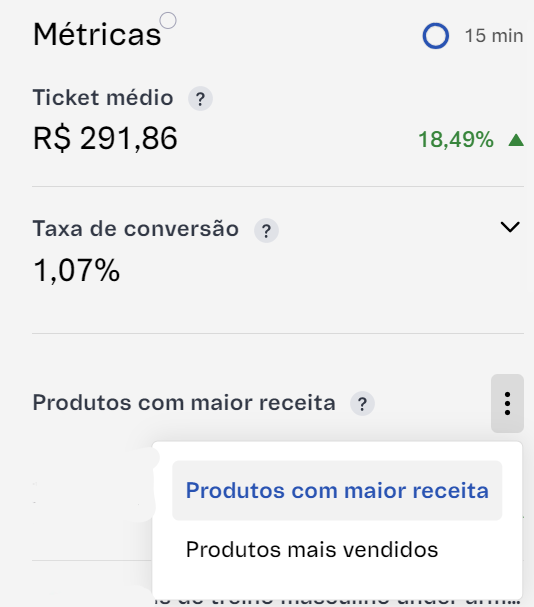 Métricas
15 min
Ticket médio ?
R$ 291,86
18,49%
Taxa de conversão ?
1,07%
Produtos com maior receita ?
Produtos com maior receita
Produtos mais vendidos
de treino masculino under arm...